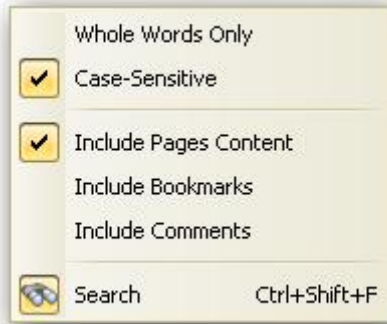 Whole Words Only
Case-Sensitive
Include Pages Content
Include Bookmarks
Include Comments
Search Ctrl+Shift+F